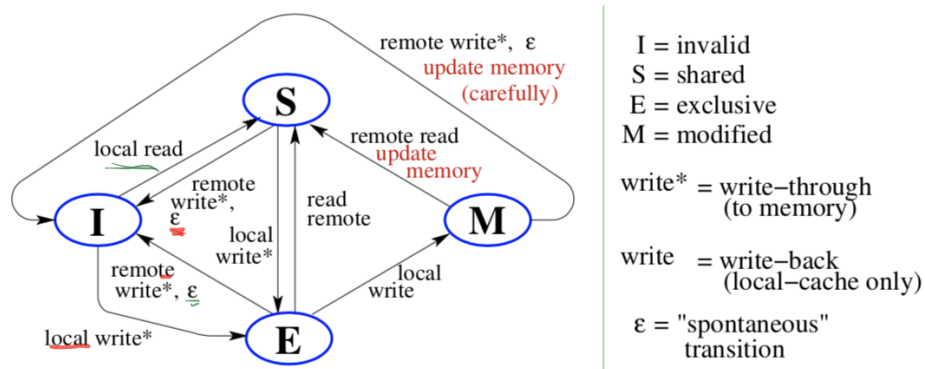 remote write*, ε
update memory
(carefully)
S
local read
remote read
update
memory
remote
write*,
ε
read
remote
local
write*
I
M
remote
write*, ε
local
write
local write*
E
I = invalid
S = shared
E = exclusive
M = modified
write* = write-through
(to memory)
write = write-back
(local-cache only)
ε = "spontaneous"
transition